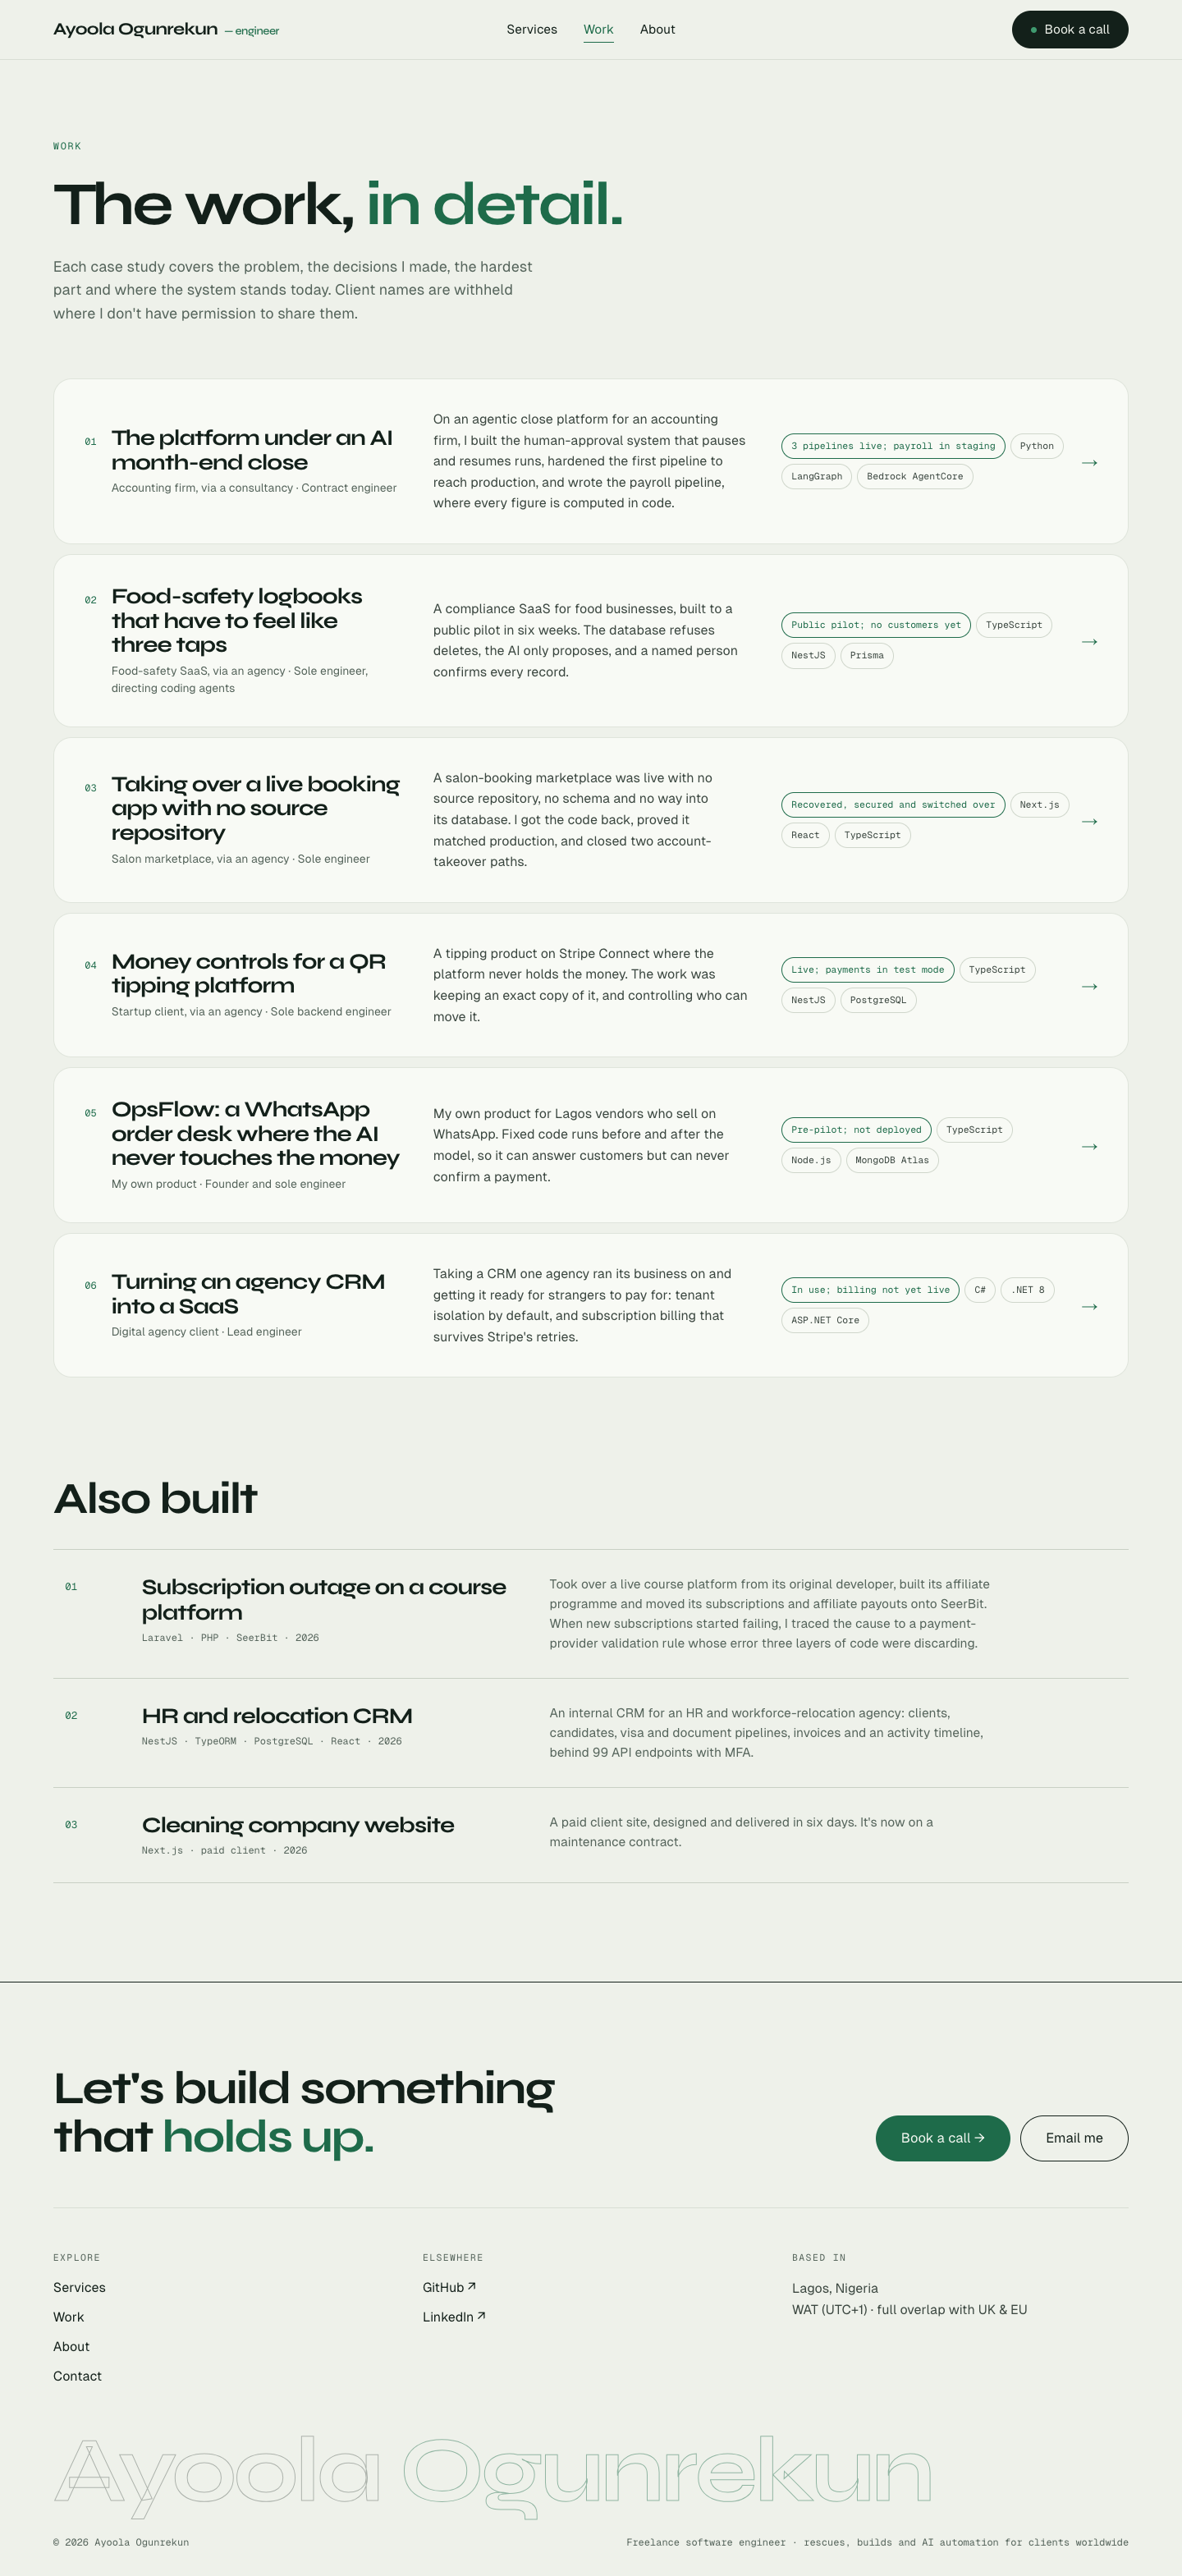 Ayoola Ogunrekun — engineer
Services
Work
About
Book a call
WORK
The work, in detail.
Each case study covers the problem, the decisions I made, the hardest
part and where the system stands today. Client names are withheld
where I don't have permission to share them.
01
The platform under an AI
month-end close
Accounting firm, via a consultancy · Contract engineer
On an agentic close platform for an accounting
firm, I built the human-approval system that pauses
and resumes runs, hardened the first pipeline to
reach production, and wrote the payroll pipeline,
where every figure is computed in code.
3 pipelines live; payroll in staging
Python
LangGraph
Bedrock AgentCore
→
02
Food-safety logbooks
that have to feel like
three taps
Food-safety SaaS, via an agency · Sole engineer,
directing coding agents
A compliance SaaS for food businesses, built to a
public pilot in six weeks. The database refuses
deletes, the AI only proposes, and a named person
confirms every record.
Public pilot; no customers yet
TypeScript
NestJS
Prisma
→
03
Taking over a live booking
app with no source
repository
Salon marketplace, via an agency · Sole engineer
A salon-booking marketplace was live with no
source repository, no schema and no way into
its database. I got the code back, proved it
matched production, and closed two account-
takeover paths.
Recovered, secured and switched over
Next.js
React
TypeScript
→
04
Money controls for a QR
tipping platform
Startup client, via an agency · Sole backend engineer
A tipping product on Stripe Connect where the
platform never holds the money. The work was
keeping an exact copy of it, and controlling who can
move it.
Live; payments in test mode
TypeScript
NestJS
PostgreSQL
→
05
OpsFlow: a WhatsApp
order desk where the AI
never touches the money
My own product · Founder and sole engineer
My own product for Lagos vendors who sell on
WhatsApp. Fixed code runs before and after the
model, so it can answer customers but can never
confirm a payment.
Pre-pilot; not deployed
TypeScript
Node.js
MongoDB Atlas
→
06
Turning an agency CRM
into a SaaS
Digital agency client · Lead engineer
Taking a CRM one agency ran its business on and
getting it ready for strangers to pay for: tenant
isolation by default, and subscription billing that
survives Stripe's retries.
In use; billing not yet live
C#
.NET 8
ASP.NET Core
→
Also built
01
Subscription outage on a course
platform
Laravel · PHP · SeerBit · 2026
Took over a live course platform from its original developer, built its affiliate
programme and moved its subscriptions and affiliate payouts onto SeerBit.
When new subscriptions started failing, I traced the cause to a payment-
provider validation rule whose error three layers of code were discarding.
02
HR and relocation CRM
NestJS · TypeORM · PostgreSQL · React · 2026
An internal CRM for an HR and workforce-relocation agency: clients,
candidates, visa and document pipelines, invoices and an activity timeline,
behind 99 API endpoints with MFA.
03
Cleaning company website
Next.js · paid client · 2026
A paid client site, designed and delivered in six days. It's now on a
maintenance contract.
Let's build something
that holds up.
Book a call →
Email me
EXPLORE
Services
Work
About
Contact
ELSEWHERE
GitHub ↗
LinkedIn ↗
BASED IN
Lagos, Nigeria
WAT (UTC+1) · full overlap with UK & EU
Ayoola Ogunrekun
© 2026 Ayoola Ogunrekun
Freelance software engineer · rescues, builds and AI automation for clients worldwide